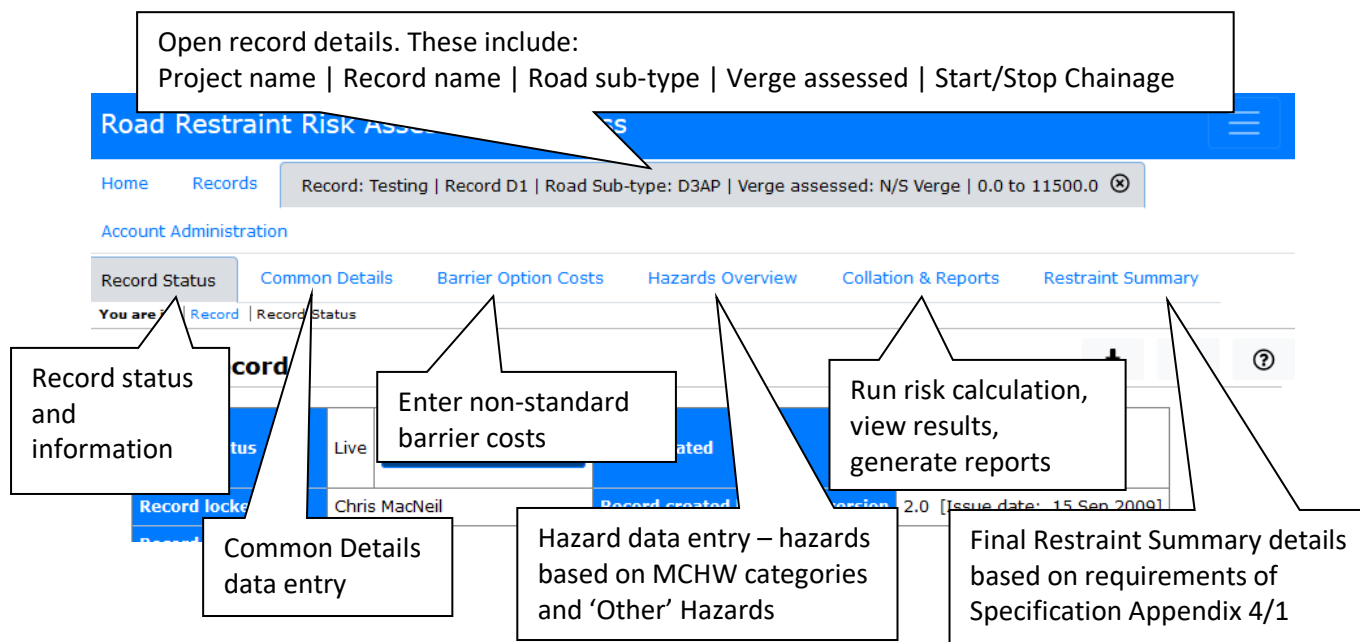 Open record details. These include:
Project name | Record name | Road sub-type | Verge assessed | Start/Stop Chainage
Road Restraint Risk Ass ss
Home Records Record: Testing | Record D1 | Road Sub-type: D3AP | Verge assessed: N/S Verge | 0.0 to 11500.0
Account Administration
Record Status Common Details Barrier Option Costs Hazards Overview Collation & Reports Restraint Summary
You are i | Record | Record Status
cord
Record status
and
information
Enter non-standard
barrier costs
Run risk calculation,
view results,
generate reports
tus Live ated
Record locke Chris MacNeil Record created ersion 2.0 [Issue date: 15 Sep 2009]
Common Details
data entry
Hazard data entry – hazards
based on MCHW categories
and ‘Other’ Hazards
Final Restraint Summary details
based on requirements of
Specification Appendix 4/1